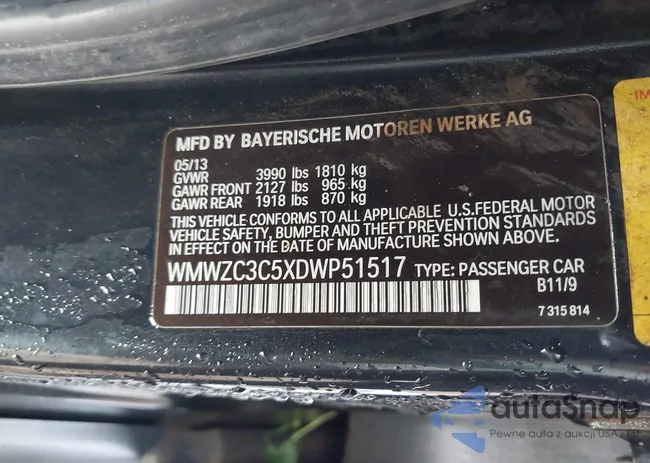 MFD BY BAYERISCHE MOTOREN WERKE AG
05/13
GVWR 3990 lbs 1810 kg
GAWR FRONT 2127 lbs 965 kg
GAWR REAR 1918 lbs 870 kg
THIS VEHICLE CONFORMS TO ALL APPLICABLE U.S.FEDERAL MOTOR
VEHICLE SAFETY, BUMPER AND THEFT PREVENTION STANDARDS
IN EFFECT ON THE DATE OF MANUFACTURE SHOWN ABOVE.
WMWZC3C5XDWP51517 TYPE: PASSENGER CAR
B11/9
7 315 814
autaSnap
Pewne auta z aukcji USA